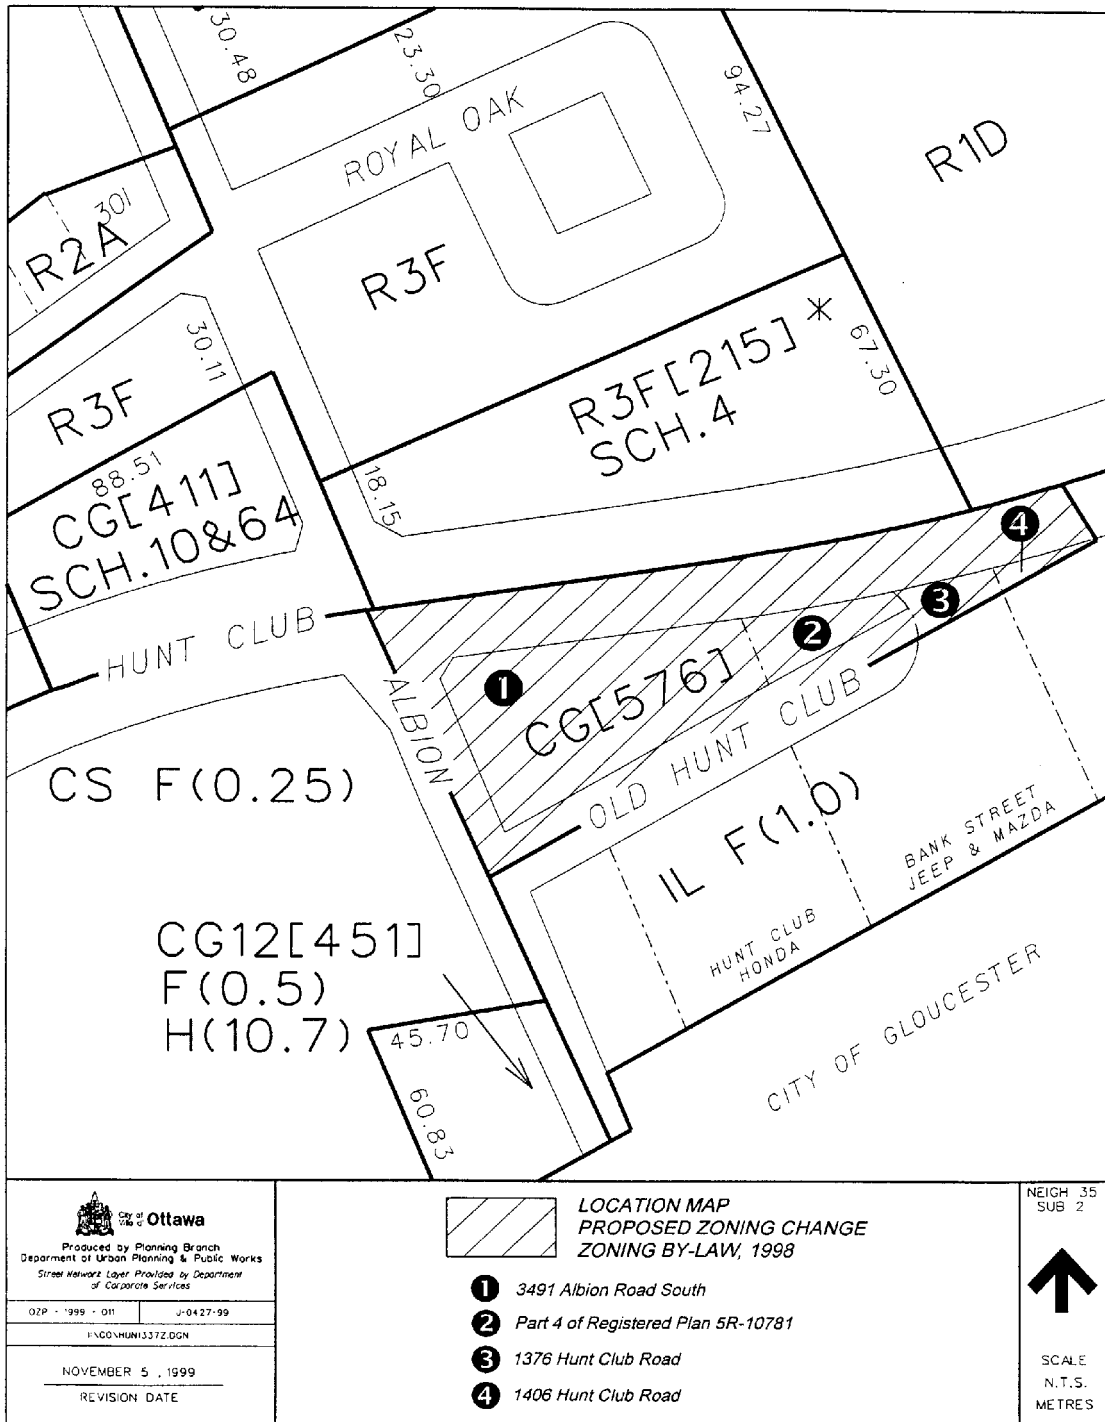 30.48
23.30
ROYAL OAK
94.27
R1D
301
R2A
R3F
30.11
R3F
88.51
CG[411]
SCH.10&64
R3F[215] *
SCH.4
67.30
18.15
HUNT CLUB
ALBION
1
2
3
4
CG[576]
OLD HUNT CLUB
CS F(0.25)
IL F(1.0)
BANK STREET
JEEP & MAZDA
HUNT CLUB
HONDA
CG12[451]
F(0.5)
H(10.7)
45.70
60.83
CITY OF GLOUCESTER
City of
Ville d' Ottawa
Produced by Planning Branch
Department of Urban Planning & Public Works
Street Network Layer Provided by Department
of Corporate Services
OZP - 1999 - 011
J-0427-99
NOVEMBER 5 , 1999
REVISION DATE
LOCATION MAP
PROPOSED ZONING CHANGE
ZONING BY-LAW, 1998
1 3491 Albion Road South
2 Part 4 of Registered Plan 5R-10781
3 1376 Hunt Club Road
4 1406 Hunt Club Road
NEIGH 35
SUB 2
SCALE
N.T.S.
METRES